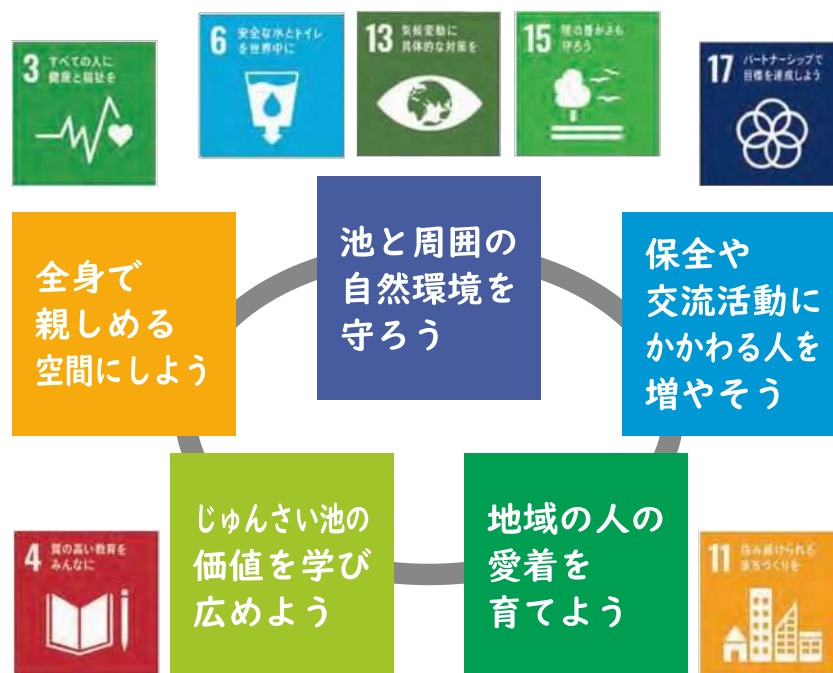 3 すべての人に
健康と福祉を
6 安全な水とトイレ
を世界中に
13 気候変動に
具体的な対策を
15 陸の豊かさも
守ろう
17 パートナーシップで
目標を達成しよう
全身で
親しめる
空間にしよう
池と周囲の
自然環境を
守ろう
保全や
交流活動に
かかわる人を
増やそう
じゅんさい池の
価値を学び
広めよう
地域の人の
愛着を
育てよう
4 質の高い教育を
みんなに
11 住み続けられる
まちづくりを